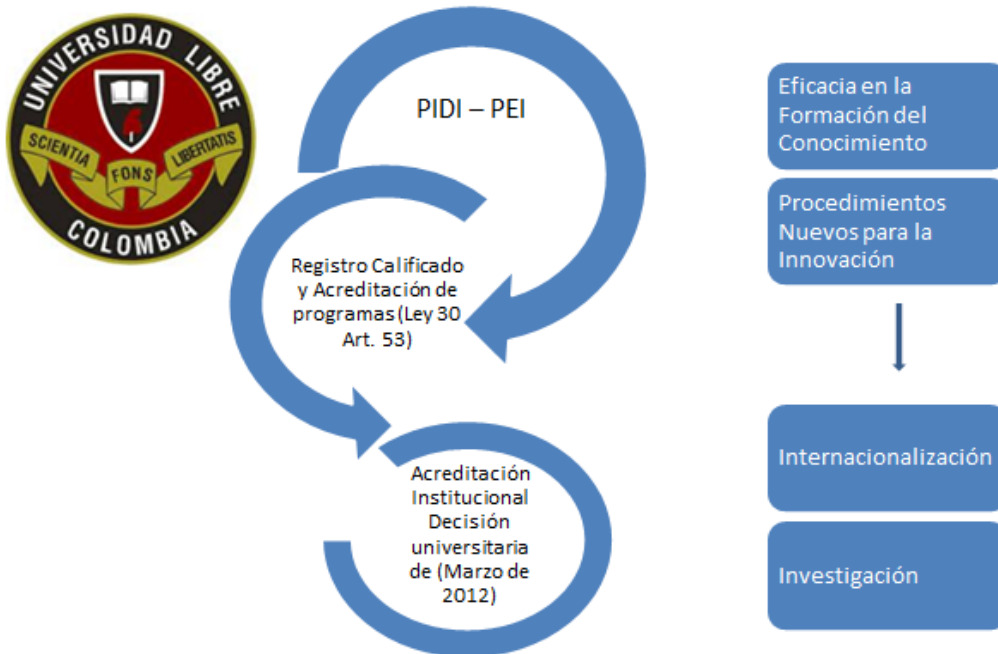 UNIVERSIDAD LIBRE
SCIENTIA
FONS
LIBERTATIS
COLOMBIA
PIDI – PEI
Registro Calificado
y Acreditación de
programas (Ley 30
Art. 53)
Acreditación
Institucional
Decisión
universitaria
de (Marzo de
2012)
Eficacia en la
Formación del
Conocimiento
Procedimientos
Nuevos para la
Innovación
Internacionalización
Investigación